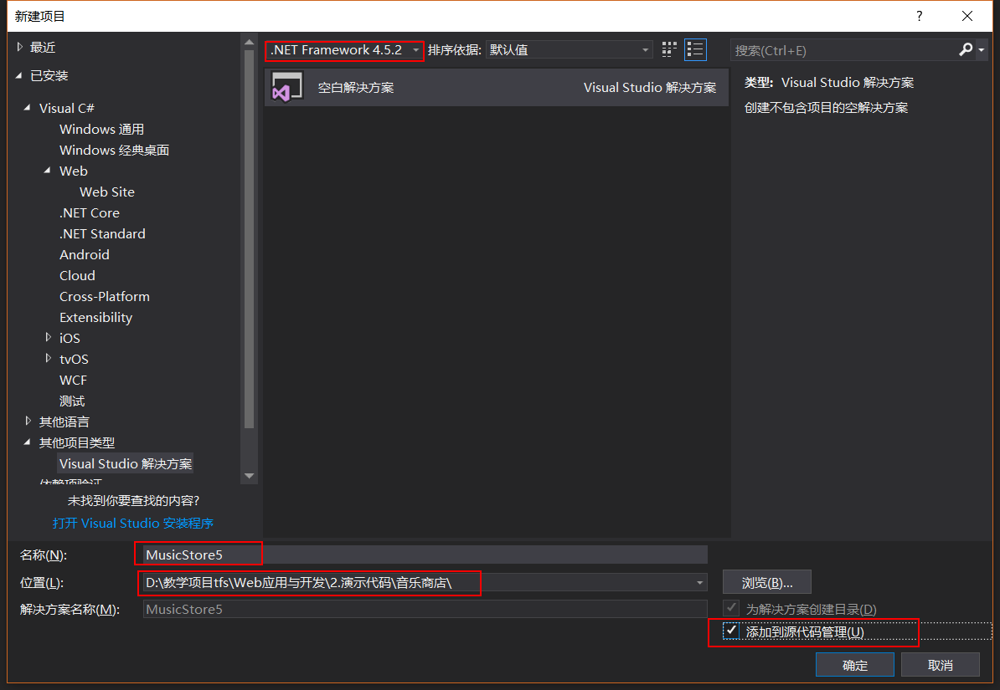 新建项目
?
最近
已安装
Visual C#
Windows 通用
Windows 经典桌面
Web
Web Site
.NET Core
.NET Standard
Android
Cloud
Cross-Platform
Extensibility
iOS
tvOS
WCF
测试
其他语言
其他项目类型
Visual Studio 解决方案
依赖项验证
未找到你要查找的内容?
打开 Visual Studio 安装程序
.NET Framework 4.5.2 排序依据: 默认值
搜索(Ctrl+E)
空白解决方案 Visual Studio 解决方案
类型: Visual Studio 解决方案
创建不包含项目的空解决方案
名称(N): MusicStore5
位置(L): D:\教学项目tfs\Web应用与开发\2.演示代码\音乐商店\ 浏览(B)...
解决方案名称(M): MusicStore5 为解决方案创建目录(D)
添加到源代码管理(U)
确定 取消